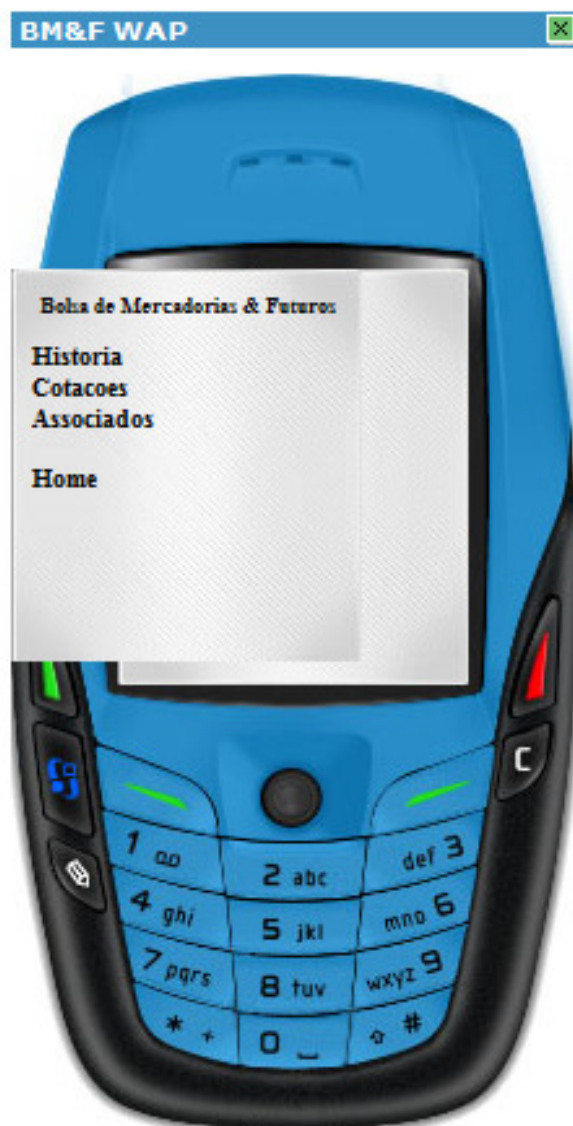 BM&F WAP
Bolsa de Mercadorias & Futuros
Historia
Cotacoes
Associados
Home
C
1
2 abc
def 3
4 ghi
5 jkl
mno 6
7 pqrs
8 tuv
wxyz 9
* +
0
#